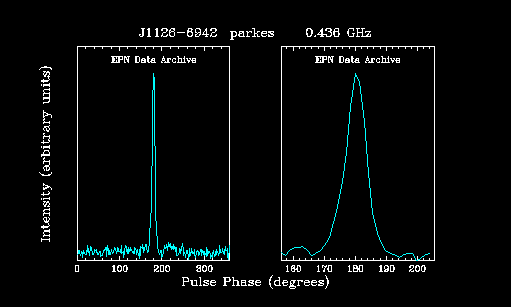 J1126-6942 parkes 0.436 GHz
EPN Data Archive
EPN Data Archive
Intensity (arbitrary units)
0 100 200 300
160 170 180 190 200
Pulse Phase (degrees)